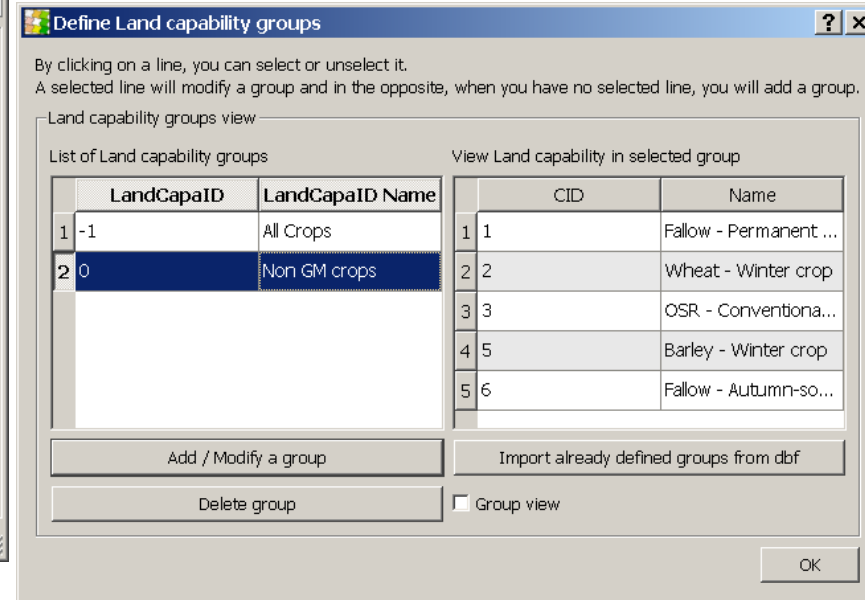 Define Land capability groups
By clicking on a line, you can select or unselect it.
A selected line will modify a group and in the opposite, when you have no selected line, you will add a group.
Land capability groups view
List of Land capability groups
LandCapaID LandCapaID Name
1 -1 All Crops
2 0 Non GM crops
View Land capability in selected group
CID Name
1 1 Fallow - Permanent ...
2 2 Wheat - Winter crop
3 3 OSR - Conventiona...
4 5 Barley - Winter crop
5 6 Fallow - Autumn-so...
Add / Modify a group
Import already defined groups from dbf
Delete group
Group view
OK